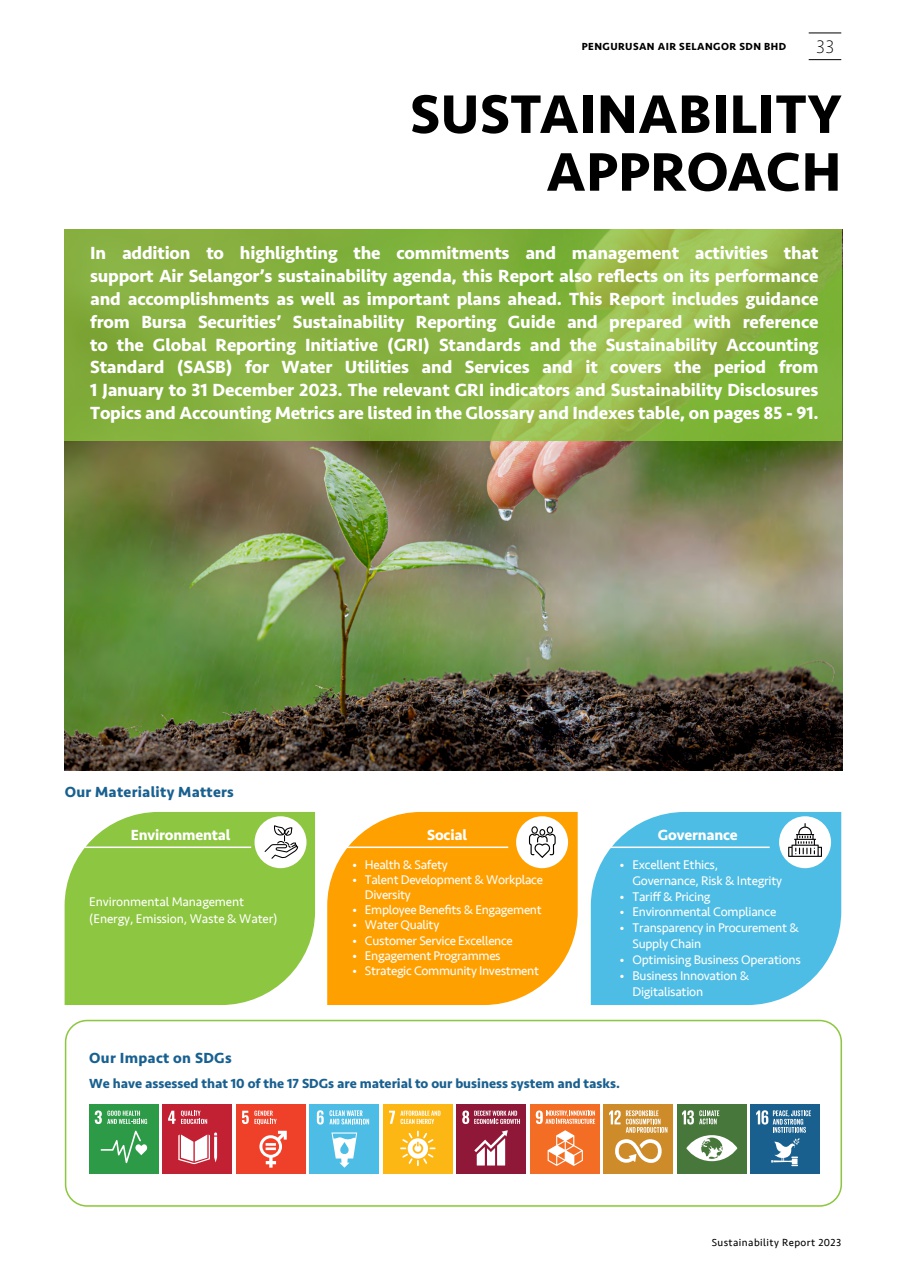 PENGURUSAN AIR SELANGOR SDN BHD
33
SUSTAINABILITY
APPROACH
In addition to highlighting the commitments and management activities that
support Air Selangor's sustainability agenda, this Report also reflects on its performance
and accomplishments as well as important plans ahead. This Report includes guidance
from Bursa Securities' Sustainability Reporting Guide and prepared with reference
to the Global Reporting Initiative (GRI) Standards and the Sustainability Accounting
Standard (SASB) for Water Utilities and Services and it covers the period from
1 January to 31 December 2023. The relevant GRI indicators and Sustainability Disclosures
Topics and Accounting Metrics are listed in the Glossary and Indexes table, on pages 85 - 91.
Our Materiality Matters
Environmental
Environmental Management
(Energy, Emission, Waste & Water)
Social
• Health & Safety
• Talent Development & Workplace
Diversity
• Employee Benefits & Engagement
• Water Quality
• Customer Service Excellence
• Engagement Programmes
• Strategic Community Investment
Governance
• Excellent Ethics,
Governance, Risk & Integrity
• Tariff & Pricing
• Environmental Compliance
• Transparency in Procurement &
Supply Chain
• Optimising Business Operations
• Business Innovation &
Digitalisation
Our Impact on SDGs
We have assessed that 10 of the 17 SDGs are material to our business system and tasks.
3 GOOD HEALTH
AND WELL-BEING
4 QUALITY
EDUCATION
5 GENDER
EQUALITY
6 CLEAN WATER
AND SANITATION
7 AFFORDABLE AND
CLEAN ENERGY
8 DECENT WORK AND
ECONOMIC GROWTH
9 INDUSTRY, INNOVATION
AND INFRASTRUCTURE
12 RESPONSIBLE
CONSUMPTION
AND PRODUCTION
13 CLIMATE
ACTION
16 PEACE, JUSTICE
AND STRONG
INSTITUTIONS
Sustainability Report 2023